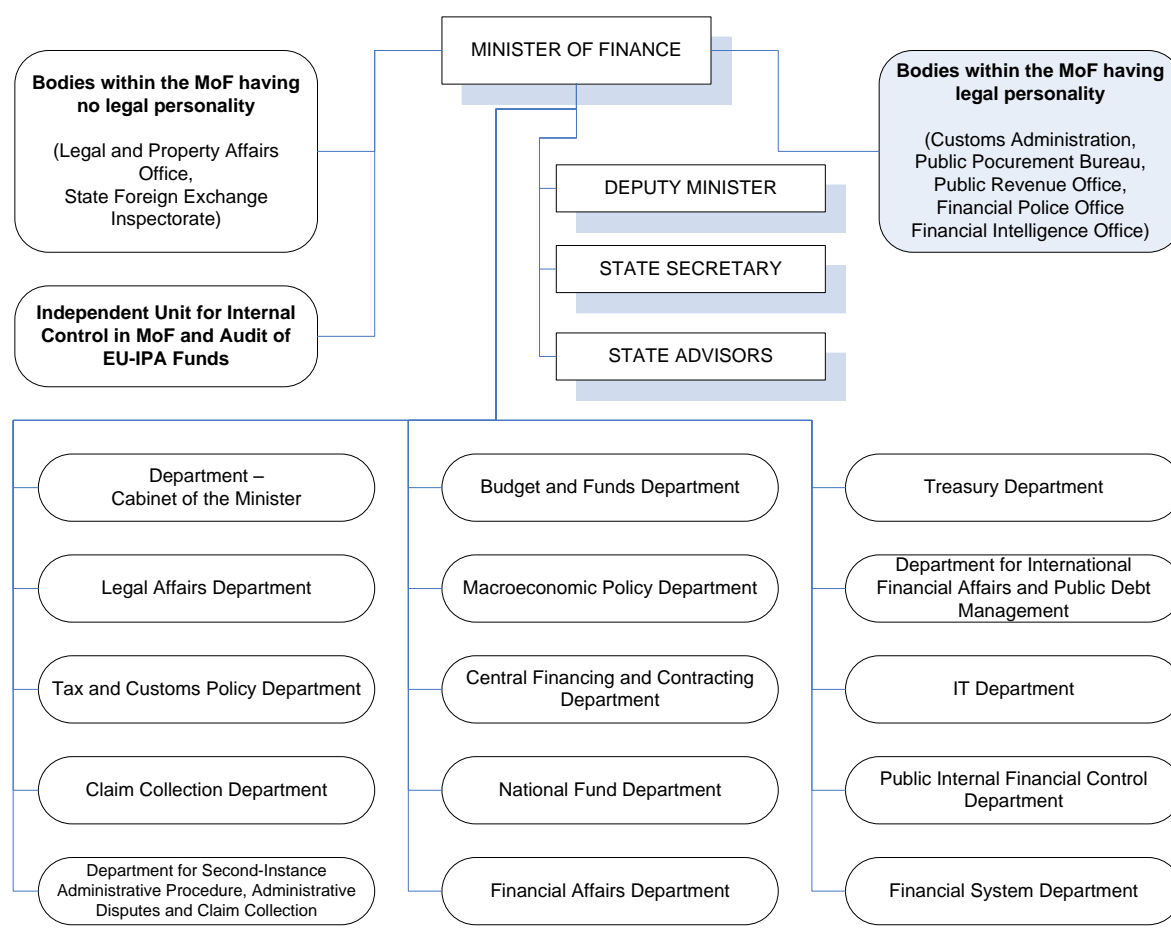 MINISTER OF FINANCE
Bodies within the MoF having
no legal personality
(Legal and Property Affairs
Office,
State Foreign Exchange
Inspectorate)
Bodies within the MoF having
legal personality
(Customs Administration,
Public Pocurement Bureau,
Public Revenue Office,
Financial Police Office
Financial Intelligence Office)
DEPUTY MINISTER
STATE SECRETARY
STATE ADVISORS
Independent Unit for Internal
Control in MoF and Audit of
EU-IPA Funds
Department –
Cabinet of the Minister
Budget and Funds Department
Treasury Department
Legal Affairs Department
Macroeconomic Policy Department
Department for International
Financial Affairs and Public Debt
Management
Tax and Customs Policy Department
Central Financing and Contracting
Department
IT Department
Claim Collection Department
National Fund Department
Public Internal Financial Control
Department
Department for Second-Instance
Administrative Procedure, Administrative
Disputes and Claim Collection
Financial Affairs Department
Financial System Department